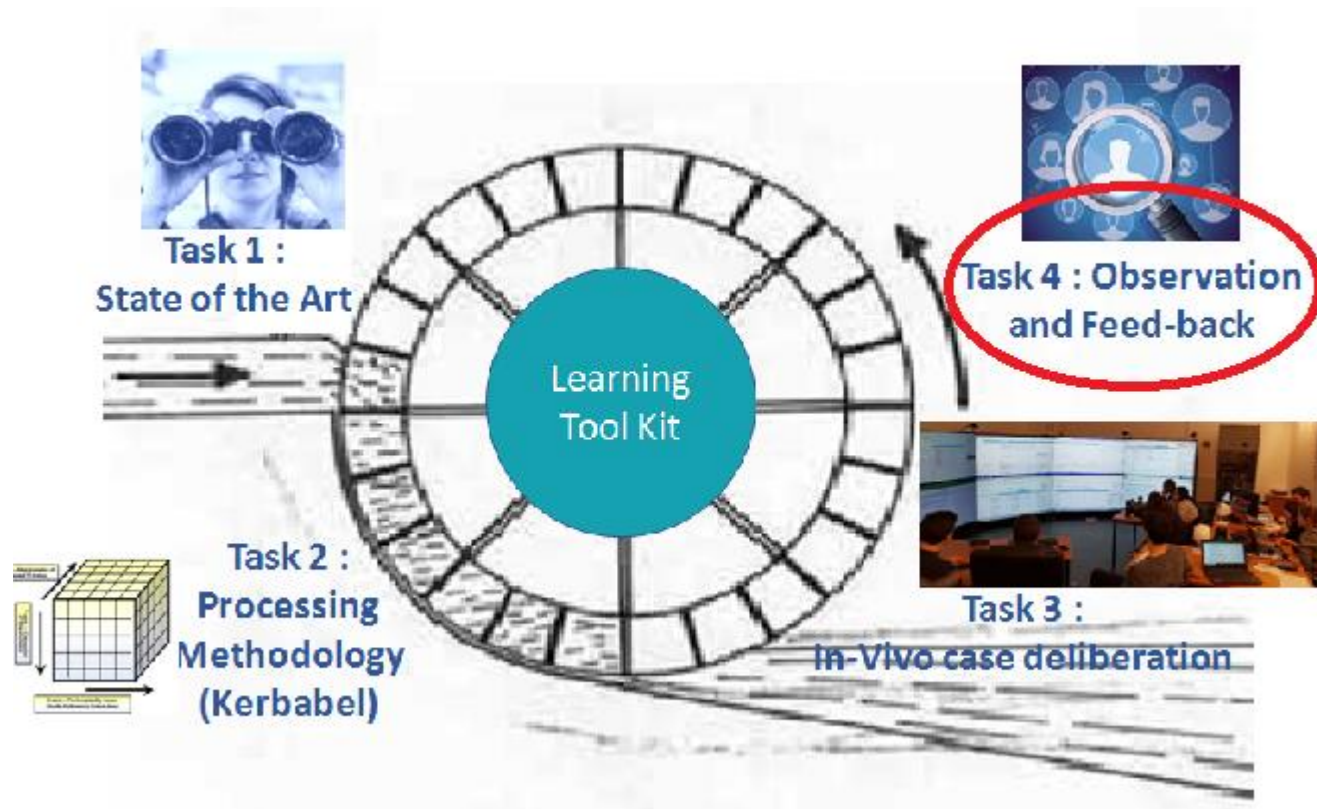 Task 1 :
State of the Art
Task 4 : Observation
and Feed-back
Learning
Tool Kit
Task 2 :
Processing
Methodology
(Kerbabel)
Task 3 :
In-Vivo case deliberation